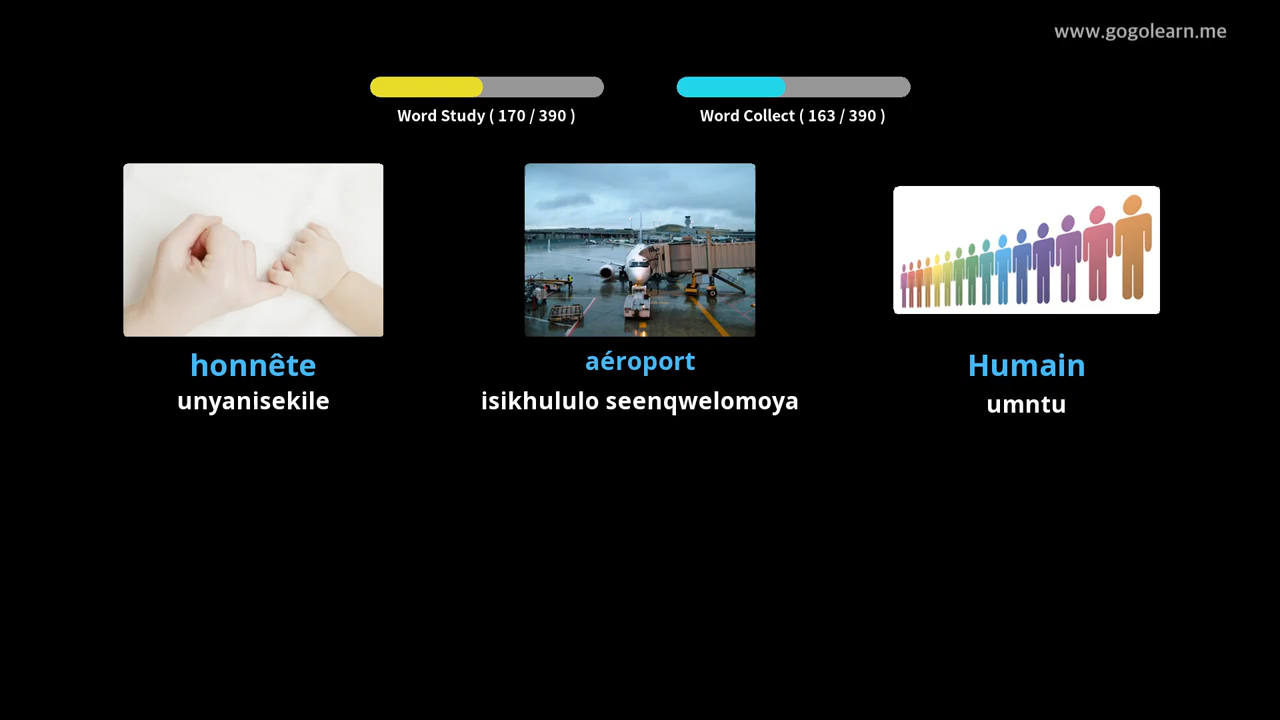 www.gogolearn.me
Word Study ( 170 / 390 )
Word Collect ( 163 / 390 )
honnête
unyanisekile
aéroport
isikhululo seenqwelomoya
Humain
umntu